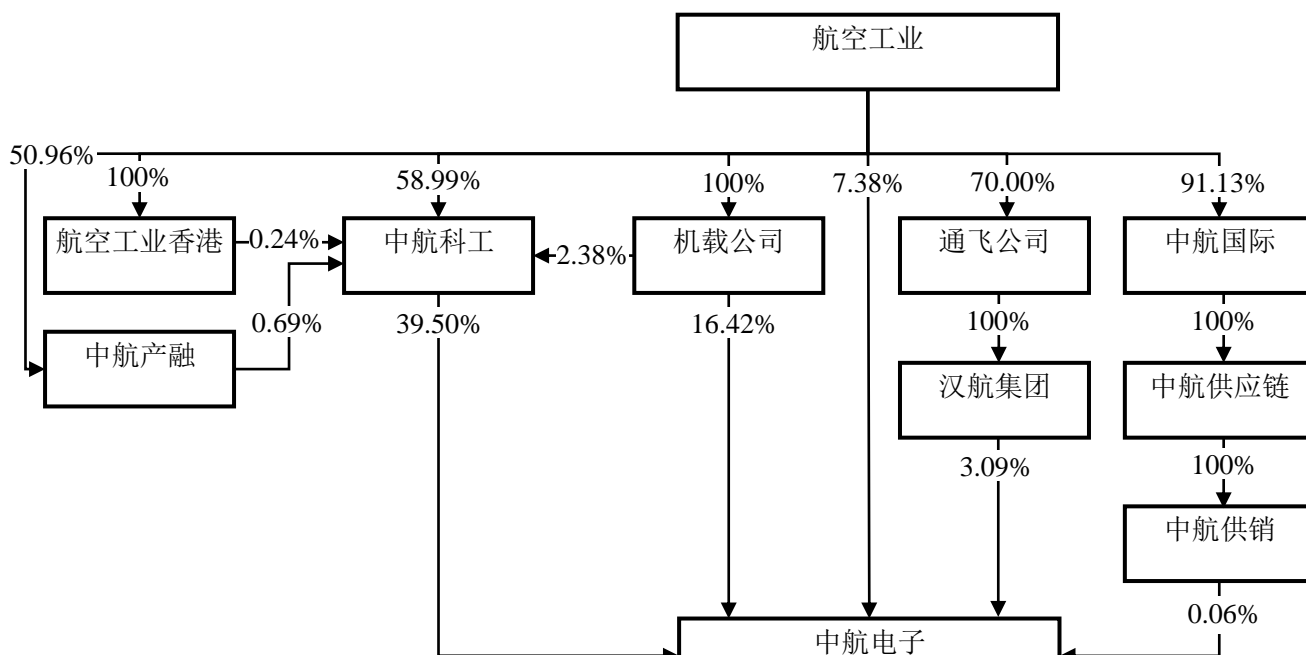 航空工业
50.96%
100%
58.99%
100%
7.38%
70.00%
91.13%
航空工业香港
0.24%
中航科工
2.38%
机载公司
通飞公司
中航国际
0.69%
39.50%
16.42%
100%
100%
中航产融
汉航集团
中航供应链
3.09%
100%
中航供销
0.06%
中航电子